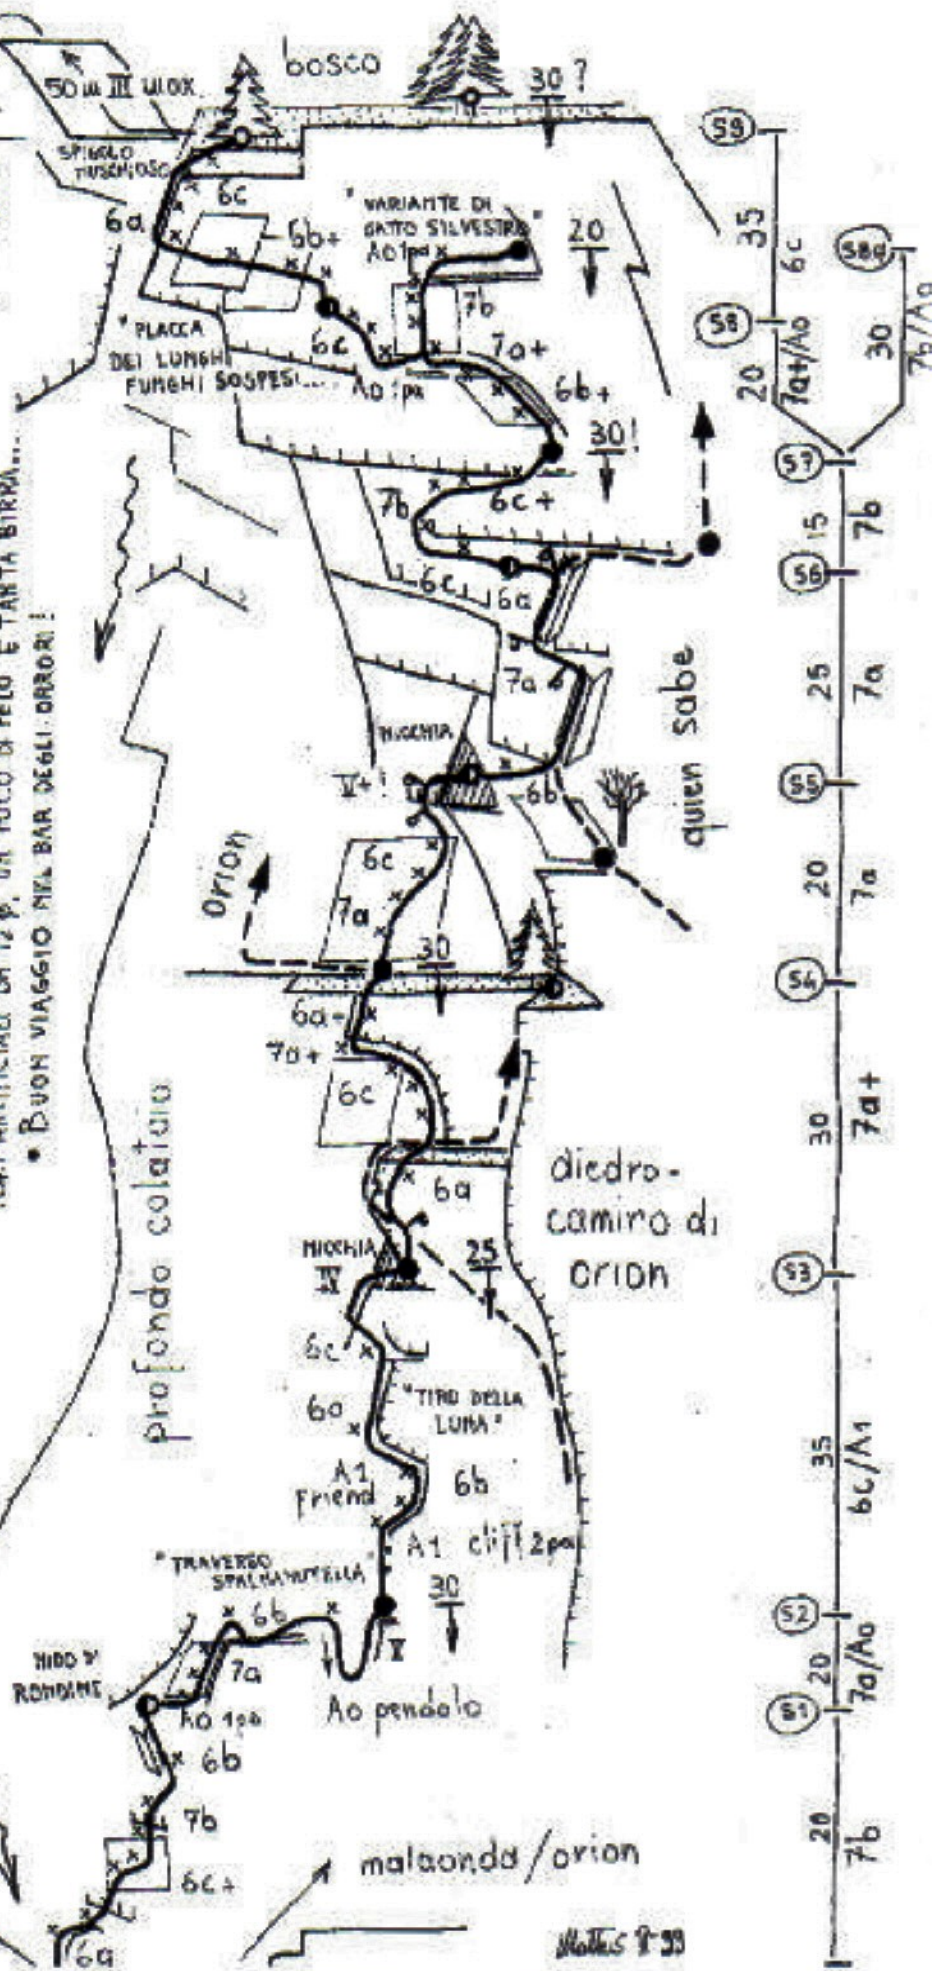 bosco
50 m III max.
SPIGOLO
MUSCHIOSO
30?
S9
6c
6a
6b+
"VARIANTE DI
GATTO SILVESTRO"
A0 1pa
20
35
6c
S8a
7b
S8
30
7b/A0
"PLACCA
DEI LUNGHI
FUNGHI SOSPESI...
6c
7a+
A0 1pa
6b+
20
7a+/A0
30!
S7
7b
6c+
15
7b
S6
6c
6a
7a
25
7a
quien sabe
NICCHIA
V+!
6b
S5
Orion
6c
7a
20
7a
30
S4
6a
7a+
6c
30
7a+
6a
diedro-
camino di
orion
profondo colatoio
NICCHIA
IV
25
S3
6c
"TIRO DELLA
LUNA"
6a
A1
Friend
6b
35
6c/A1
A1 cliff 2pa
"TRAVERSO
SPALMANUTELLA"
30
S2
6b
V
NIDO DI
RONDINE
7a
20
7a/A0
A0 1pa
A0 pendolo
S1
6b
7b
20
7b
6c+
malaonda/orion
6a
• BUON VIAGGIO NEL BAR DEGLI ORRORI!